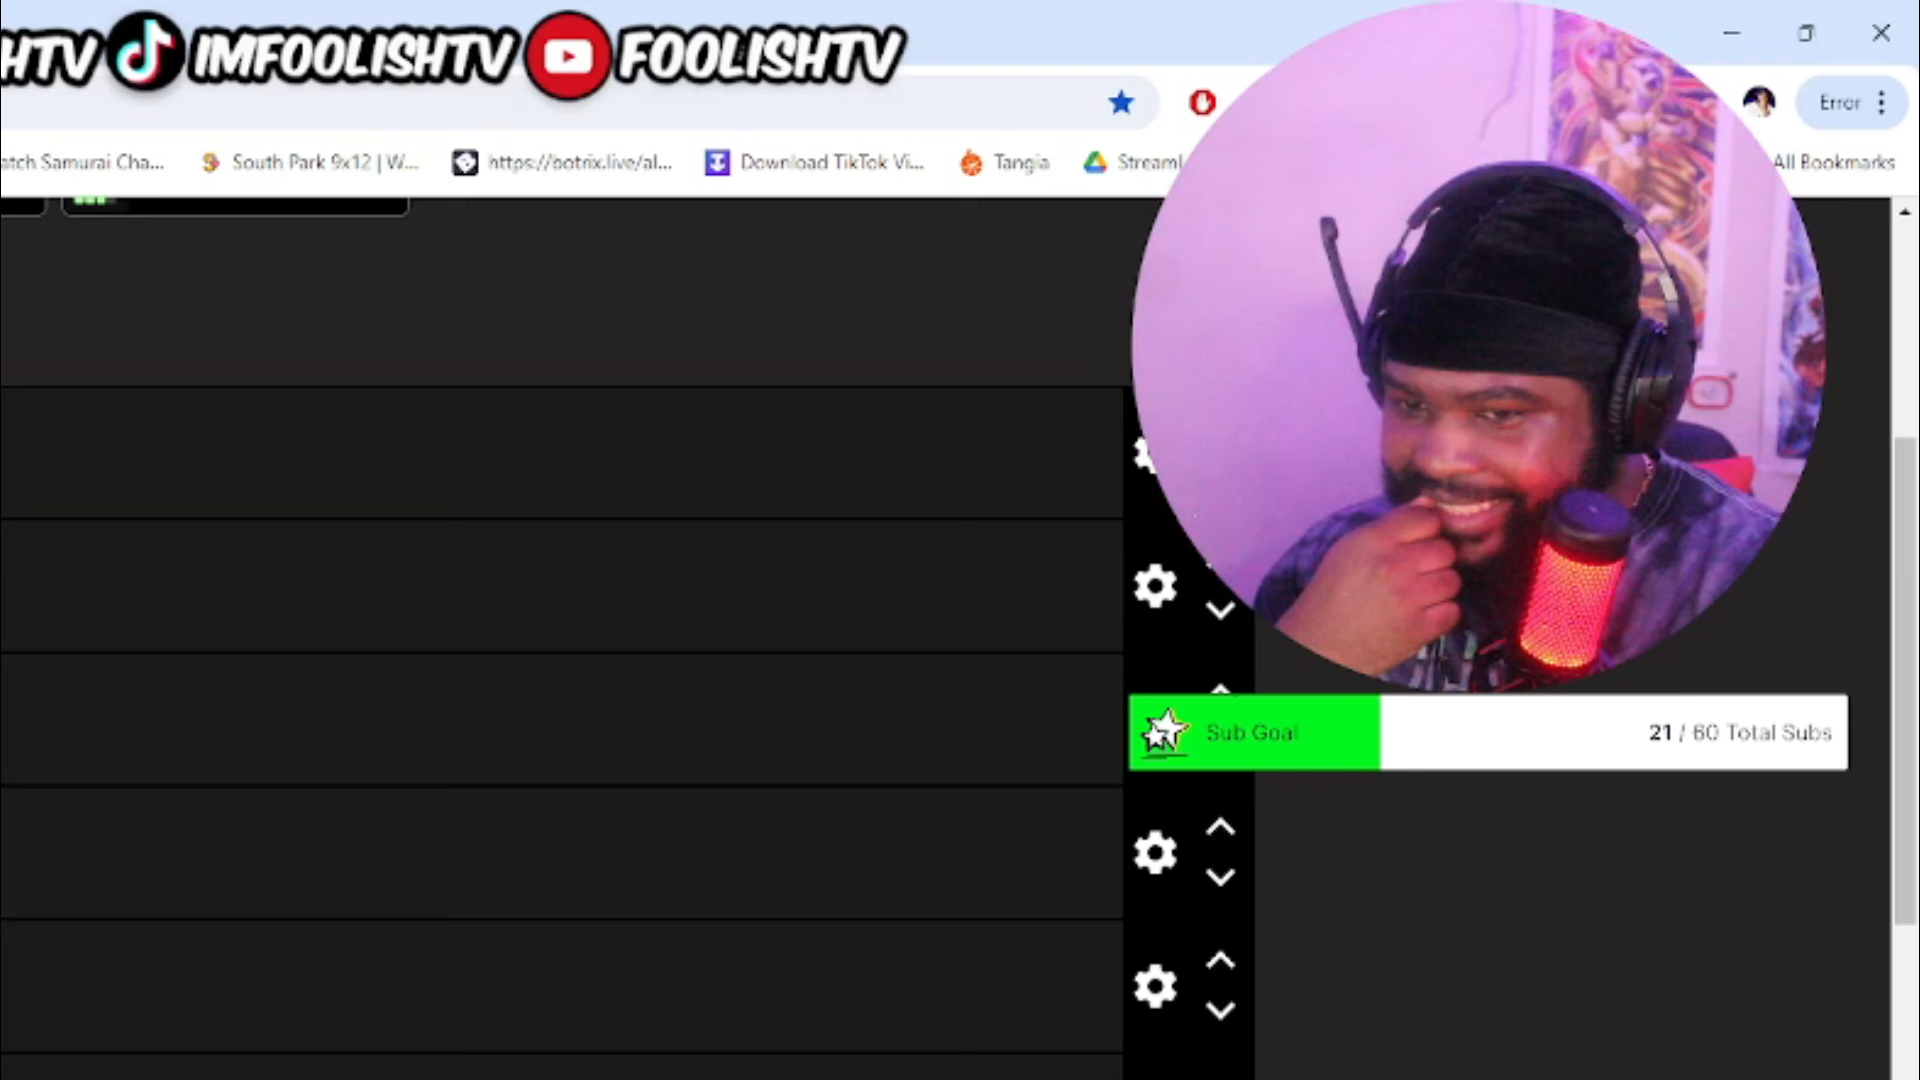 HTV IMFOOLISHTV FOOLISHTV
Error
atch Samurai Cha...
South Park 9x12 | W...
https://botrix.live/al...
Download TikTok Vi...
Tangia
Streaml
All Bookmarks
Sub Goal
21 / 60 Total Subs